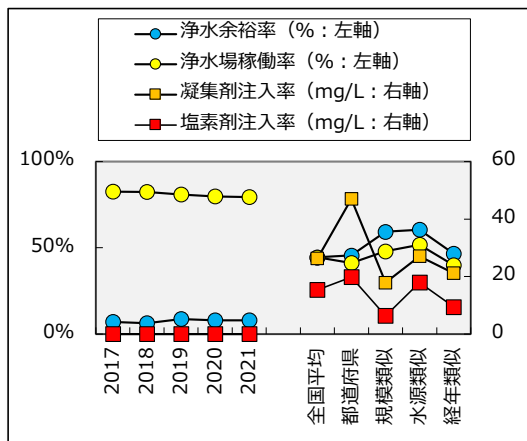 浄水余裕率（%：左軸）
浄水場稼働率（%：左軸）
凝集剤注入率（mg/L：右軸）
塩素剤注入率（mg/L：右軸）
100%
50%
0%
60
40
20
0
2017
2018
2019
2020
2021
全国平均
都道府県
規模類似
水源類似
経年類似